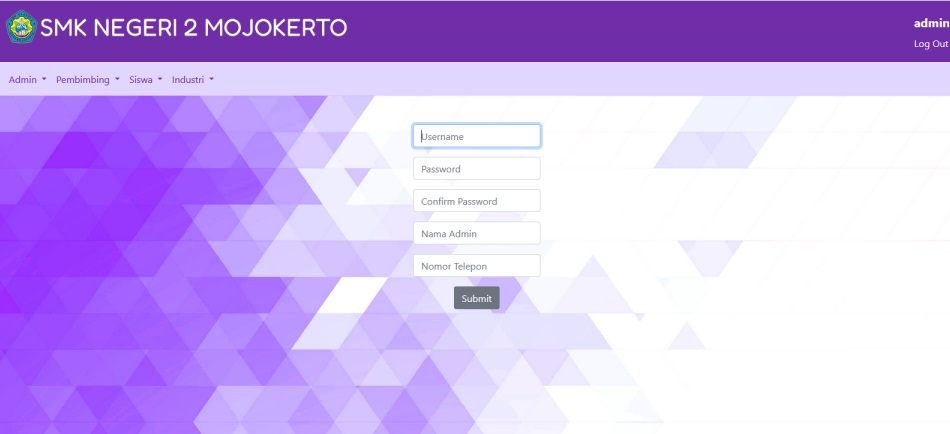 SMK NEGERI 2 MOJOKERTO
admin
Log Out
Admin Pembimbing Siswa Industri
Username
Password
Confirm Password
Nama Admin
Nomor Telepon
Submit